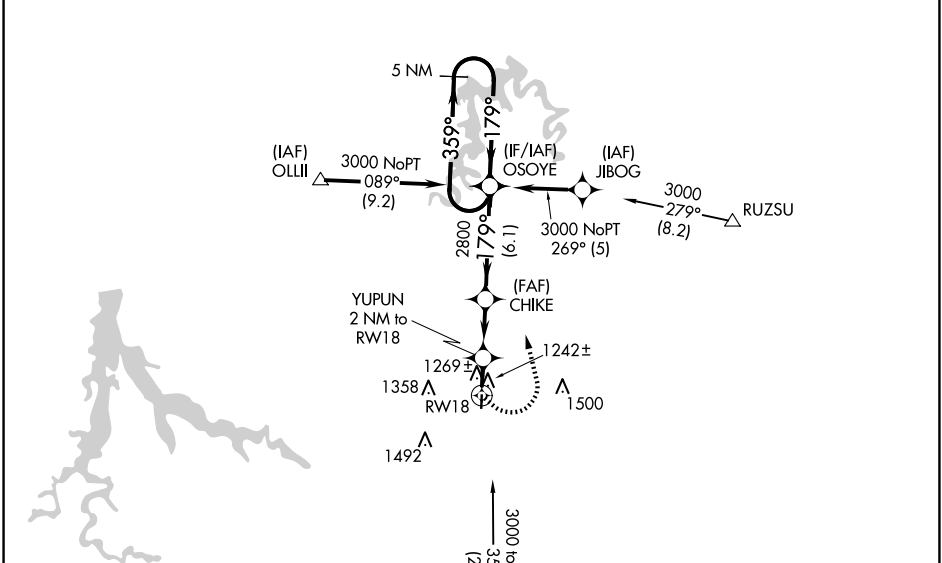 5 NM
359°
179°
(IAF)
OLLII
3000 NoPT
089°
(9.2)
(IF/IAF)
OSOYE
(IAF)
JIBOG
3000 NoPT
269° (5)
3000
279°
(8.2)
RUZSU
2800
179°
(6.1)
(FAF)
CHIKE
YUPUN
2 NM to
RW18
1269±
1242±
1358
RW18
1500
1492
3000 to